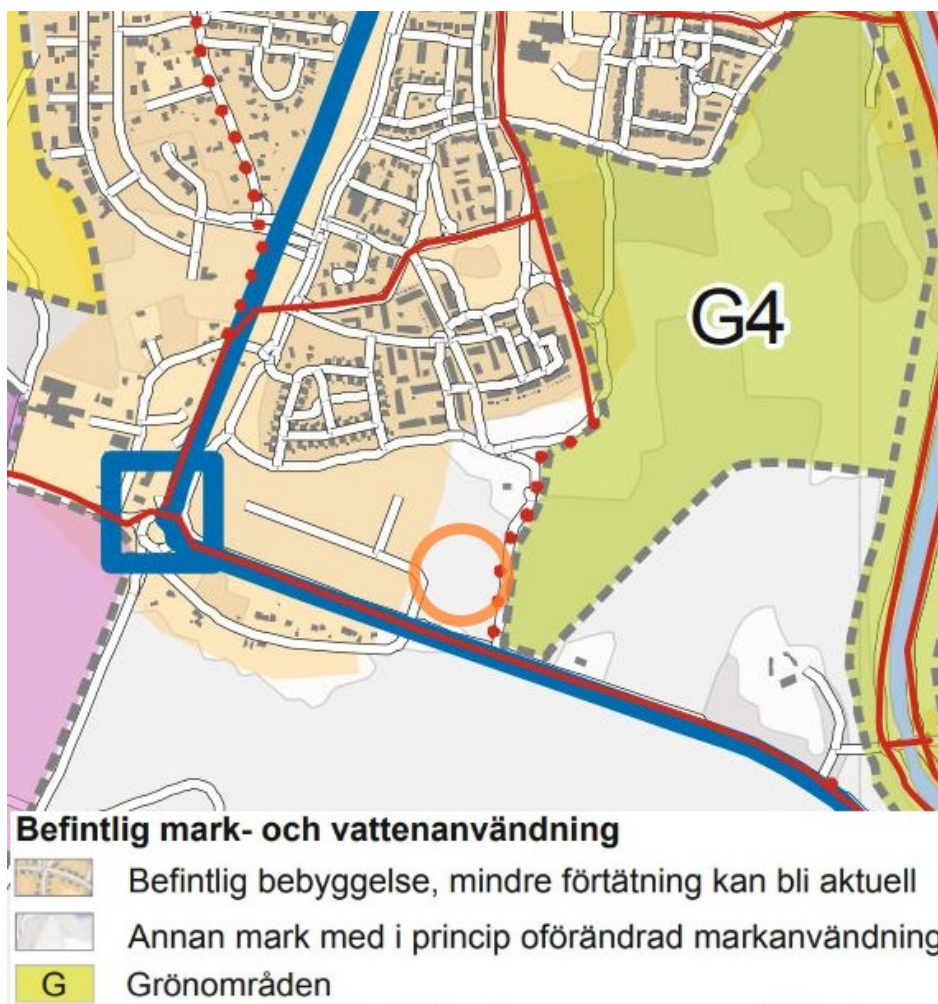 G4
Befintlig mark- och vattenanvändning
Befintlig bebyggelse, mindre förtätning kan bli aktuell
Annan mark med i princip oförändrad markanvändning
G Grönområden